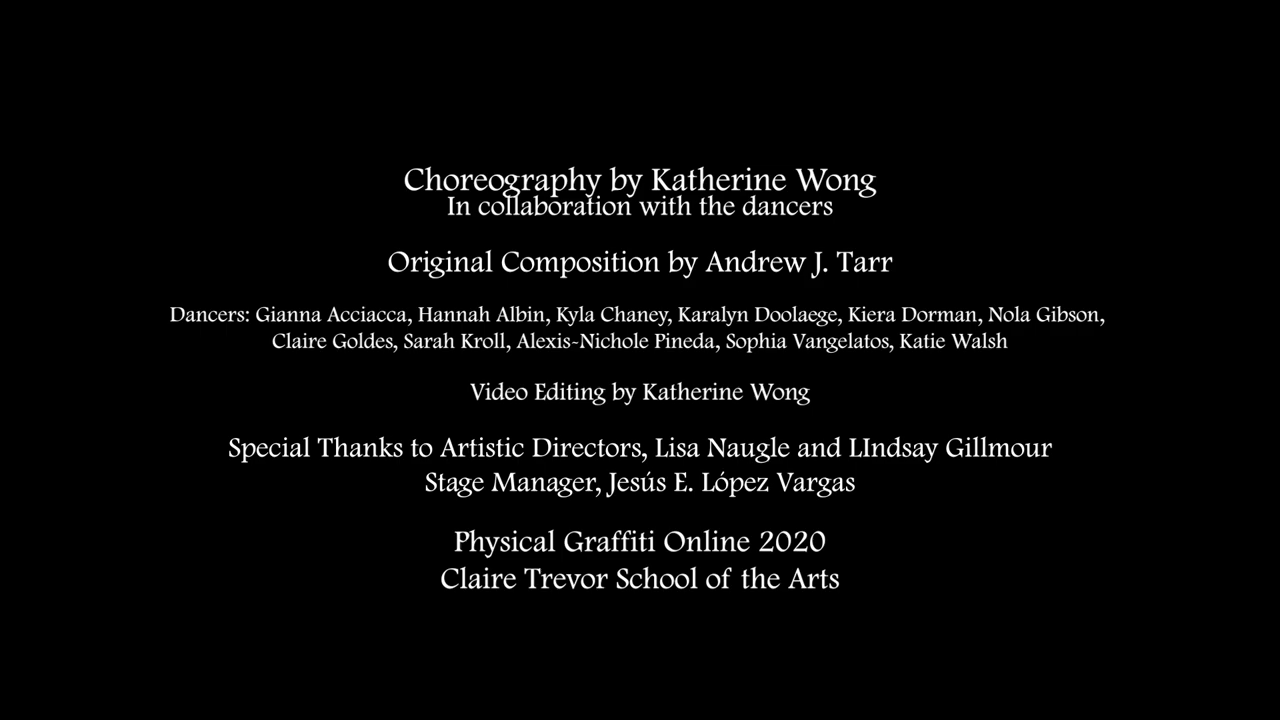 Choreography by Katherine Wong
In collaboration with the dancers
Original Composition by Andrew J. Tarr
Dancers: Gianna Acciacca, Hannah Albin, Kyla Chaney, Karalyn Doolaege, Kiera Dorman, Nola Gibson,
Claire Goldes, Sarah Kroll, Alexis-Nichole Pineda, Sophia Vangelatos, Katie Walsh
Video Editing by Katherine Wong
Special Thanks to Artistic Directors, Lisa Naugle and LIndsay Gillmour
Stage Manager, Jesús E. López Vargas
Physical Graffiti Online 2020
Claire Trevor School of the Arts